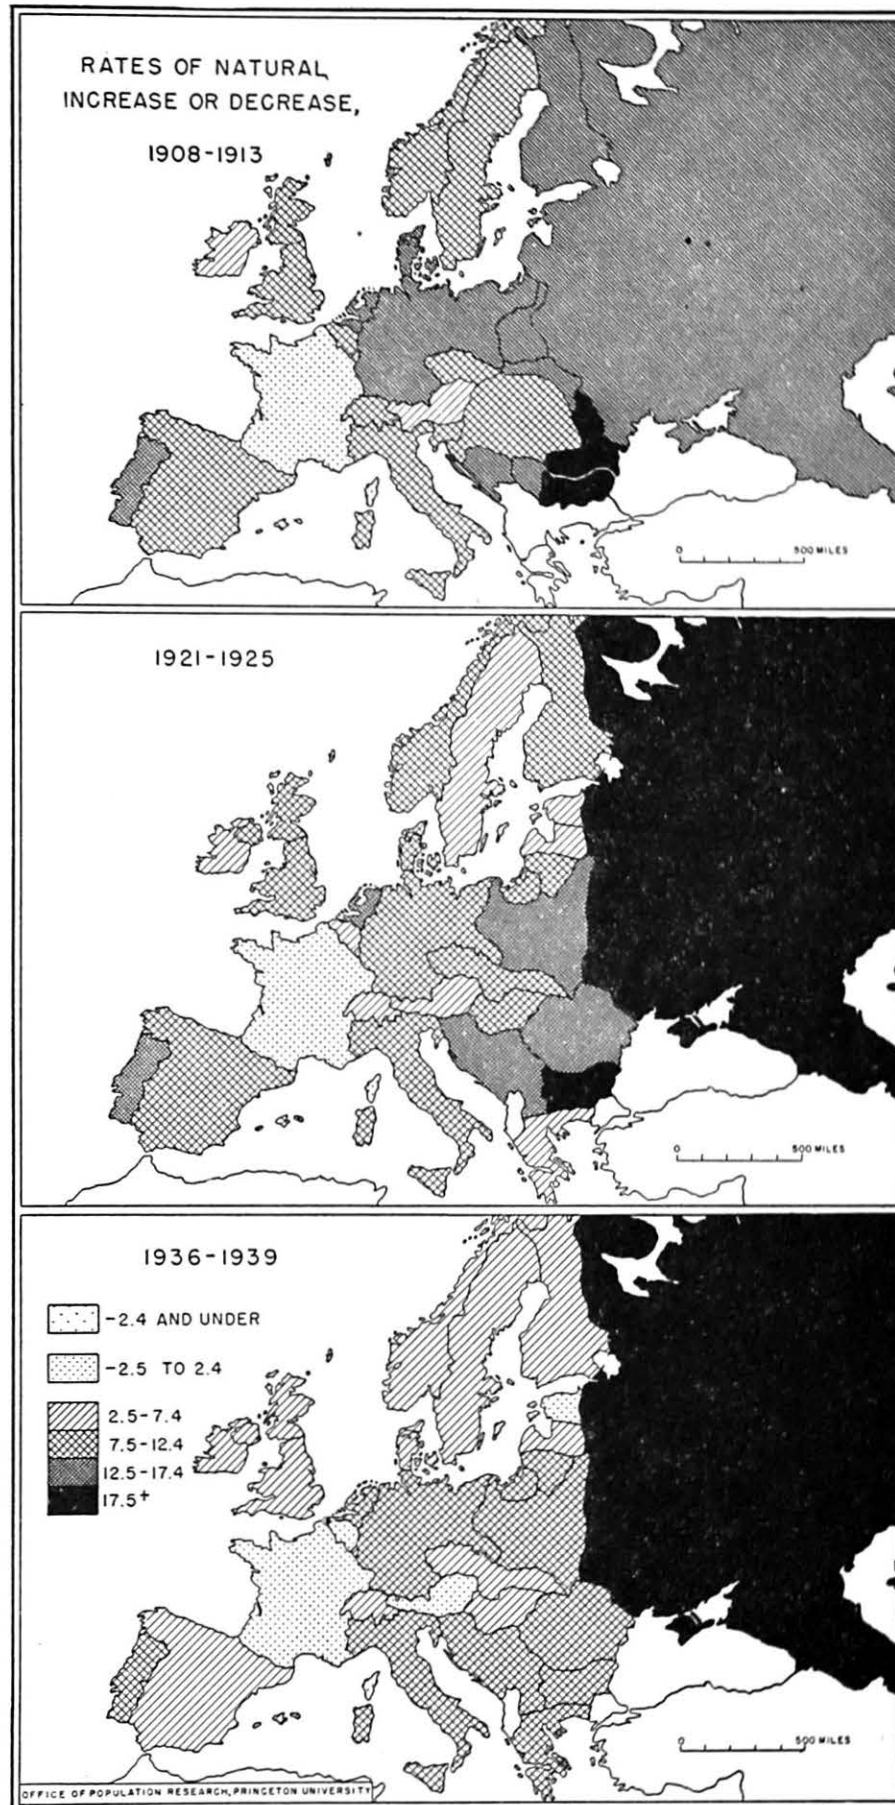 RATES OF NATURAL
INCREASE OR DECREASE,
1908-1913
0 500 MILES
1921-1925
0 500 MILES
1936-1939
-2.4 AND UNDER
-2.5 TO 2.4
2.5-7.4
7.5-12.4
12.5-17.4
17.5+
0 500 MILES
OFFICE OF POPULATION RESEARCH, PRINCETON UNIVERSITY